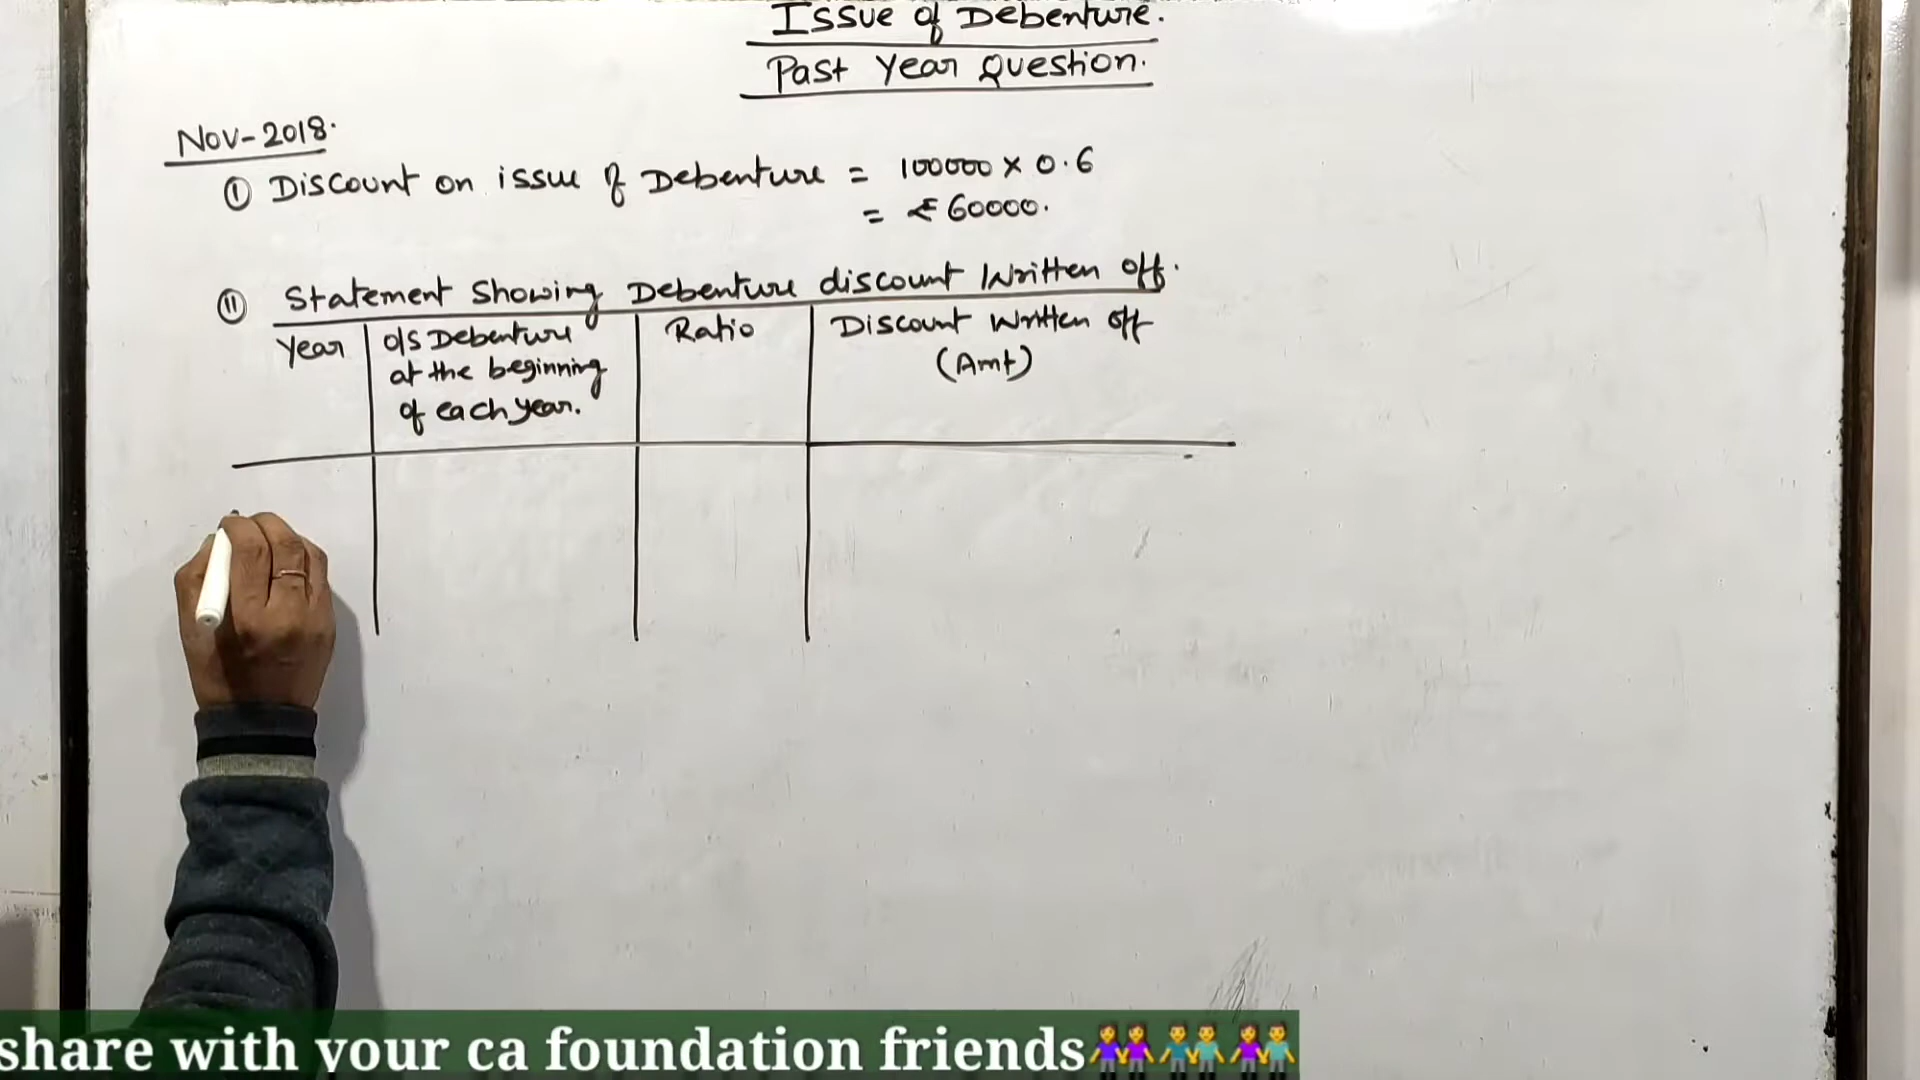 Issue of Debenture.
Past Year Question.
Nov-2018.
① Discount on issue of Debenture = 100000 × 0.6
= ₹ 60000.
⑪ Statement Showing Debenture discount Written off.
Year
o/s Debenture
at the beginning
of each year.
Ratio
Discount Written off
(Amt)
share with your ca foundation friends👭👬👭